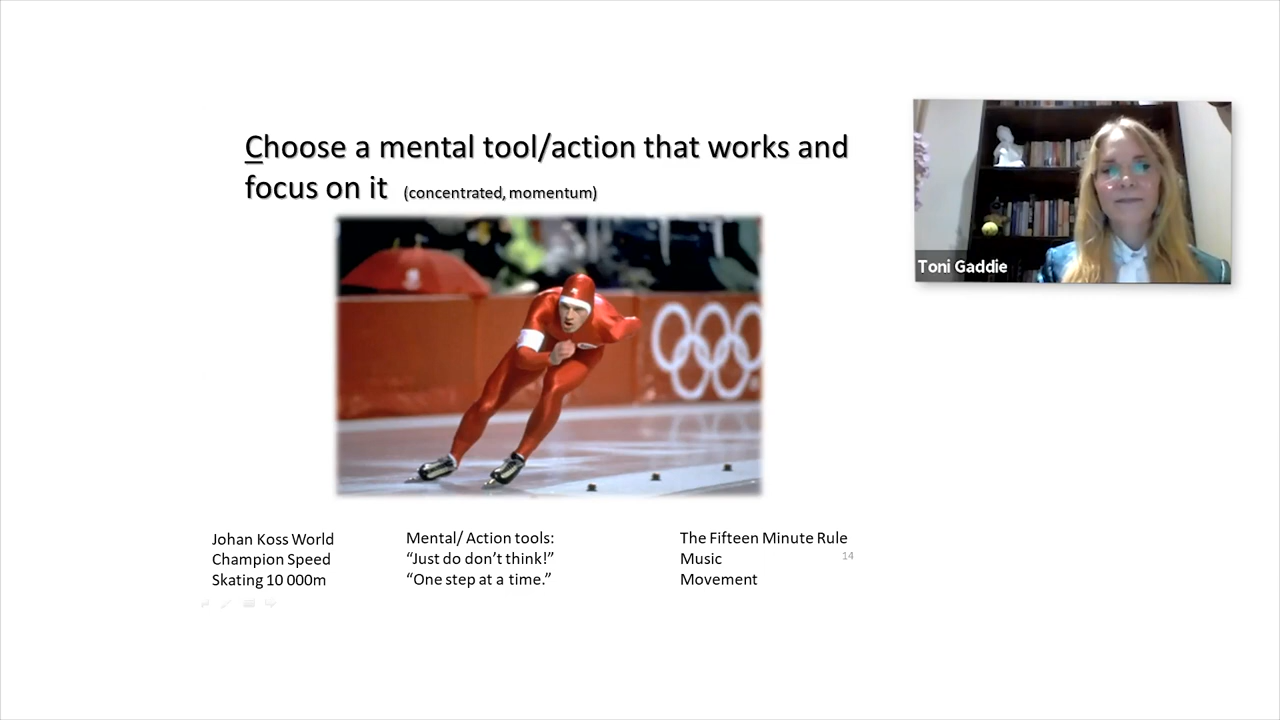 Choose a mental tool/action that works and
focus on it (concentrated, momentum)
Toni Gaddie
Johan Koss World
Champion Speed
Skating 10 000m
Mental/ Action tools:
“Just do don’t think!”
“One step at a time.”
The Fifteen Minute Rule
Music
Movement
14